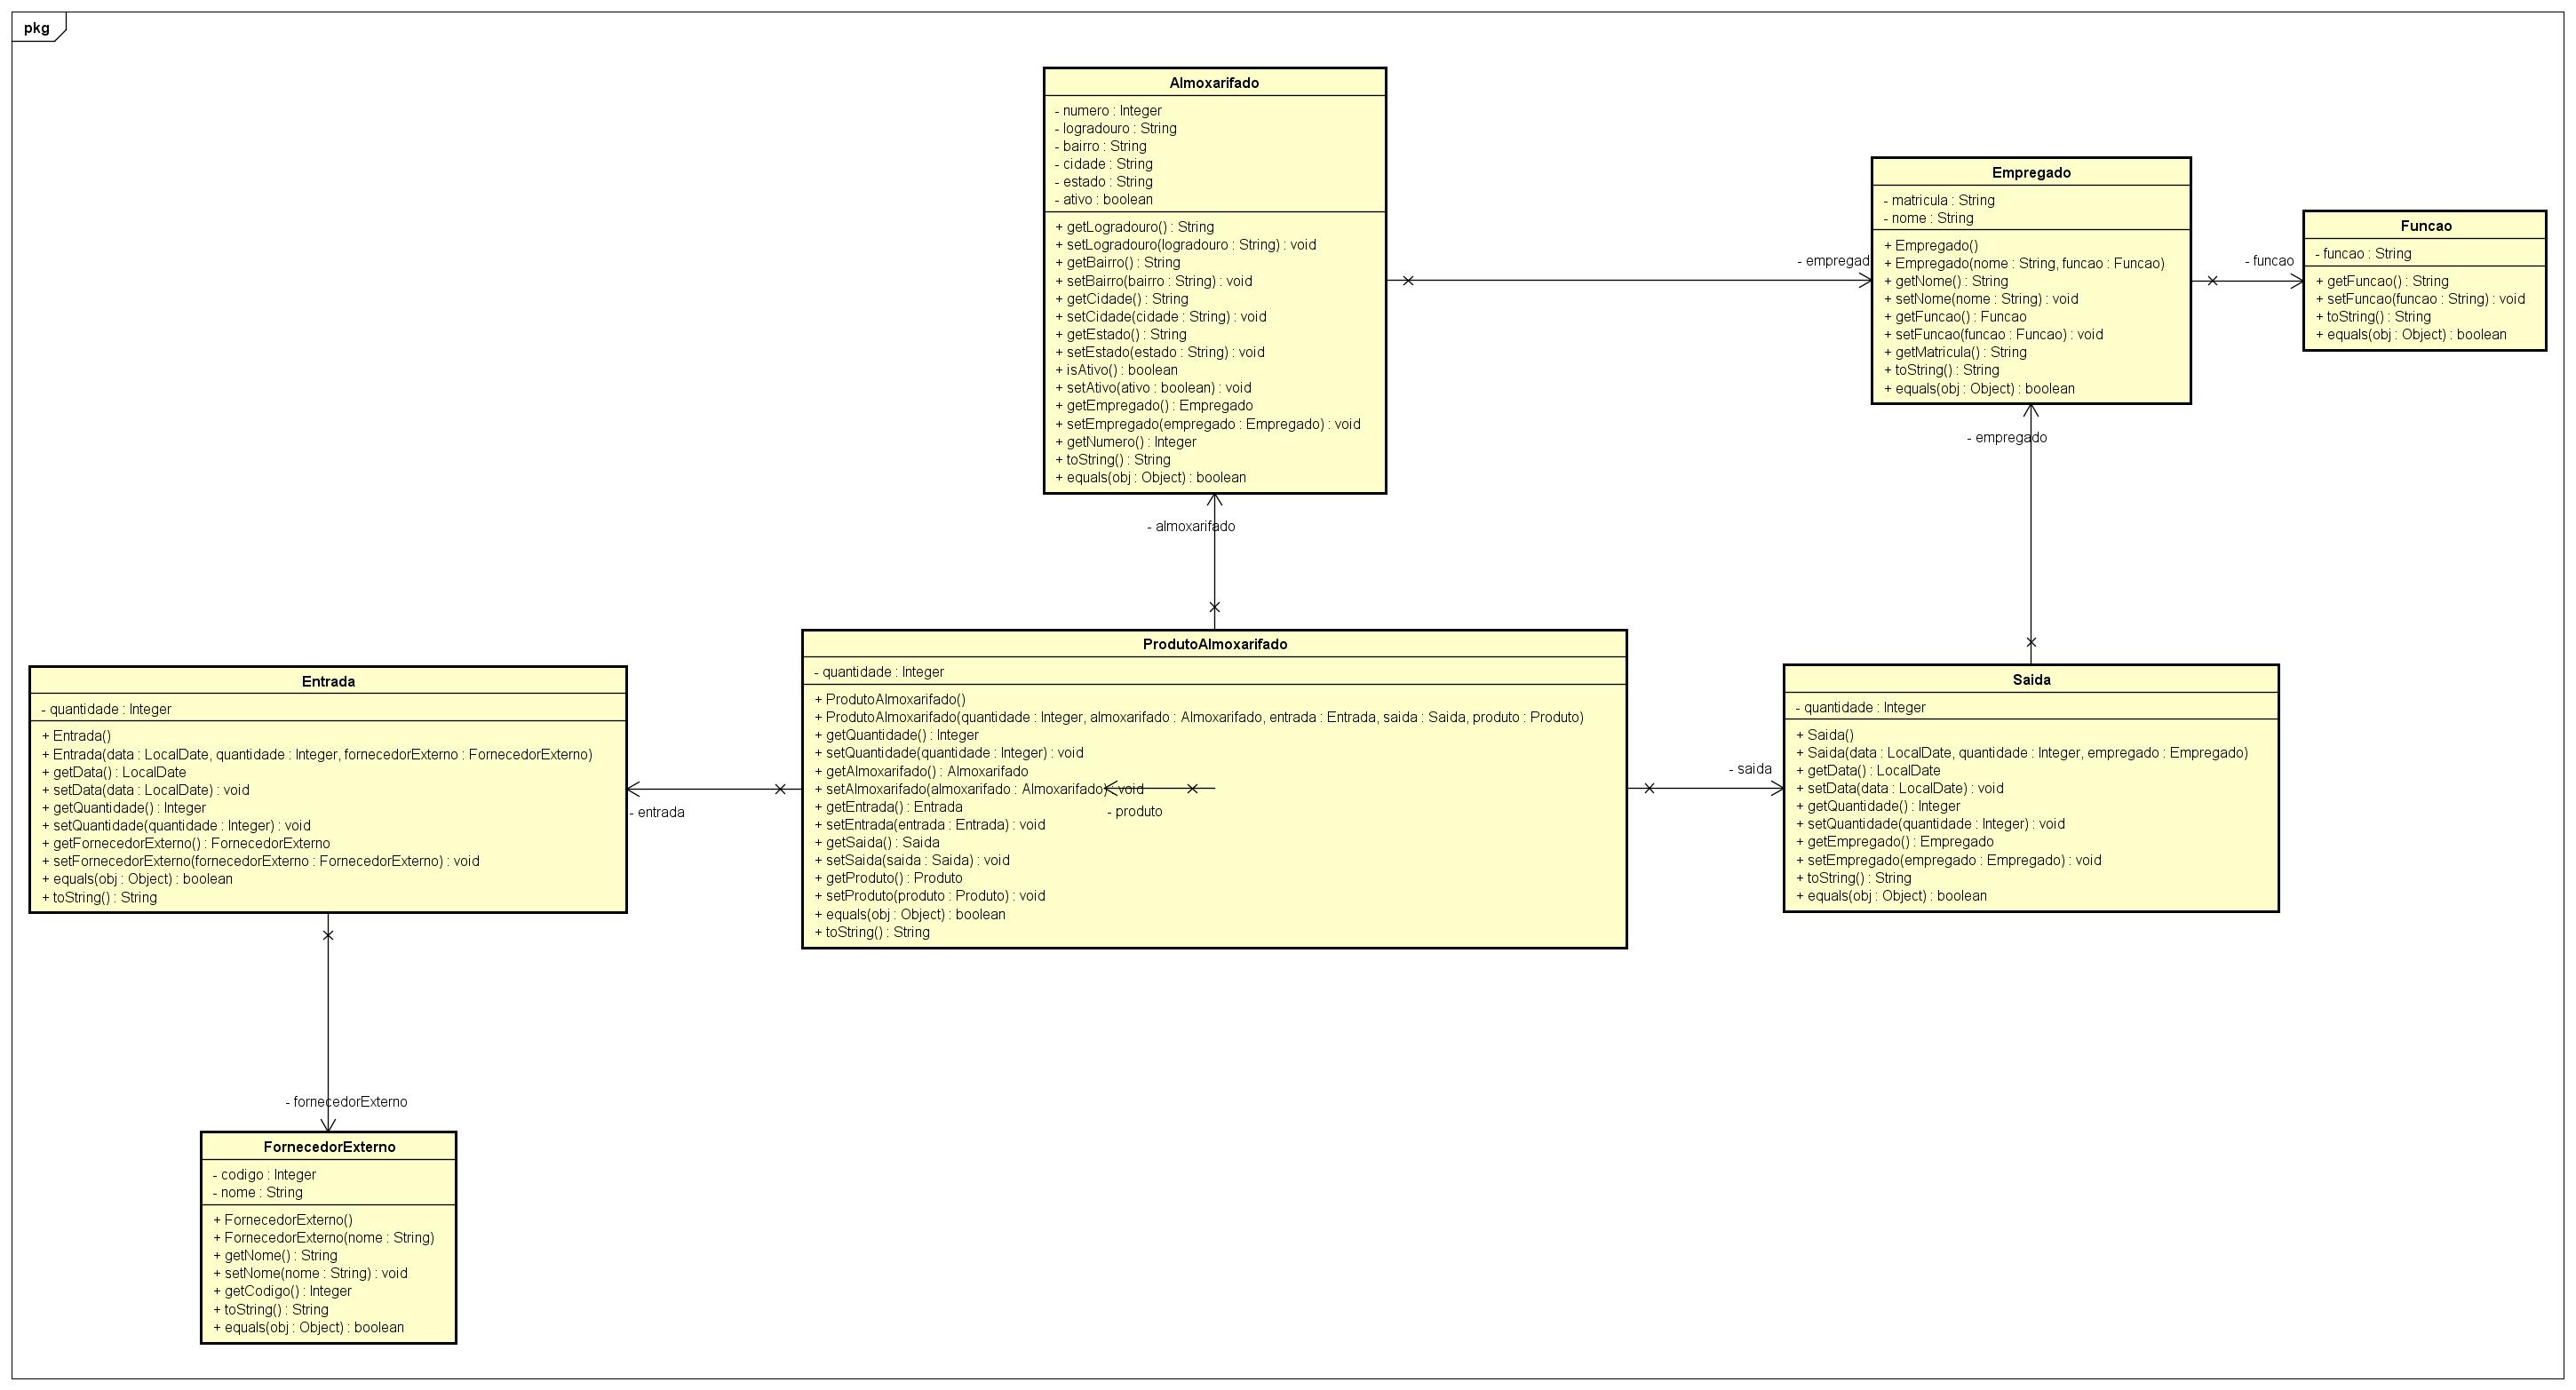 pkg
Almoxarifado
- numero : Integer
- logradouro : String
- bairro : String
- cidade : String
- estado : String
- ativo : boolean
+ getLogradouro() : String
+ setLogradouro(logradouro : String) : void
+ getBairro() : String
+ setBairro(bairro : String) : void
+ getCidade() : String
+ setCidade(cidade : String) : void
+ getEstado() : String
+ setEstado(estado : String) : void
+ isAtivo() : boolean
+ setAtivo(ativo : boolean) : void
+ getEmpregado() : Empregado
+ setEmpregado(empregado : Empregado) : void
+ getNumero() : Integer
+ toString() : String
+ equals(obj : Object) : boolean
- empregad
Empregado
- matricula : String
- nome : String
+ Empregado()
+ Empregado(nome : String, funcao : Funcao)
+ getNome() : String
+ setNome(nome : String) : void
+ getFuncao() : Funcao
+ setFuncao(funcao : Funcao) : void
+ getMatricula() : String
+ toString() : String
+ equals(obj : Object) : boolean
- funcao
Funcao
- funcao : String
+ getFuncao() : String
+ setFuncao(funcao : String) : void
+ toString() : String
+ equals(obj : Object) : boolean
- empregado
- almoxarifado
Entrada
- quantidade : Integer
+ Entrada()
+ Entrada(data : LocalDate, quantidade : Integer, fornecedorExterno : FornecedorExterno)
+ getData() : LocalDate
+ setData(data : LocalDate) : void
+ getQuantidade() : Integer
+ setQuantidade(quantidade : Integer) : void
+ getFornecedorExterno() : FornecedorExterno
+ setFornecedorExterno(fornecedorExterno : FornecedorExterno) : void
+ equals(obj : Object) : boolean
+ toString() : String
- entrada
ProdutoAlmoxarifado
- quantidade : Integer
+ ProdutoAlmoxarifado()
+ ProdutoAlmoxarifado(quantidade : Integer, almoxarifado : Almoxarifado, entrada : Entrada, saida : Saida, produto : Produto)
+ getQuantidade() : Integer
+ setQuantidade(quantidade : Integer) : void
+ getAlmoxarifado() : Almoxarifado
+ setAlmoxarifado(almoxarifado : Almoxarifado) : void
+ getEntrada() : Entrada
+ setEntrada(entrada : Entrada) : void
+ getSaida() : Saida
+ setSaida(saida : Saida) : void
+ getProduto() : Produto
+ setProduto(produto : Produto) : void
+ equals(obj : Object) : boolean
+ toString() : String
- produto
- saida
Saida
- quantidade : Integer
+ Saida()
+ Saida(data : LocalDate, quantidade : Integer, empregado : Empregado)
+ getData() : LocalDate
+ setData(data : LocalDate) : void
+ getQuantidade() : Integer
+ setQuantidade(quantidade : Integer) : void
+ getEmpregado() : Empregado
+ setEmpregado(empregado : Empregado) : void
+ toString() : String
+ equals(obj : Object) : boolean
- fornecedorExterno
FornecedorExterno
- codigo : Integer
- nome : String
+ FornecedorExterno()
+ FornecedorExterno(nome : String)
+ getNome() : String
+ setNome(nome : String) : void
+ getCodigo() : Integer
+ toString() : String
+ equals(obj : Object) : boolean